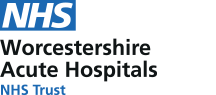 NHS
Worcestershire
Acute Hospitals
NHS Trust